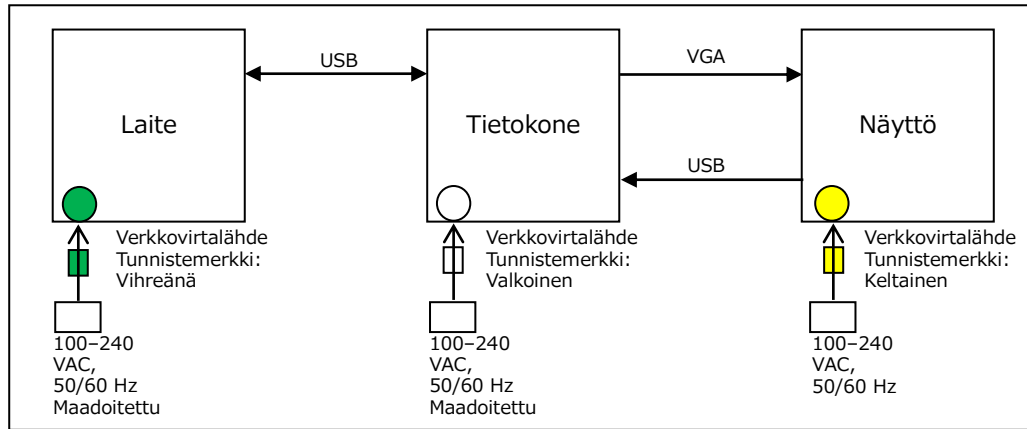 USB
VGA
Laite
Tietokone
Näyttö
USB
Verkkovirtalähde
Tunnistemerkki:
Vihreänä
Verkkovirtalähde
Tunnistemerkki:
Valkoinen
Verkkovirtalähde
Tunnistemerkki:
Keltainen
100–240
VAC,
50/60 Hz
Maadoitettu
100–240
VAC,
50/60 Hz
Maadoitettu
100–240
VAC,
50/60 Hz